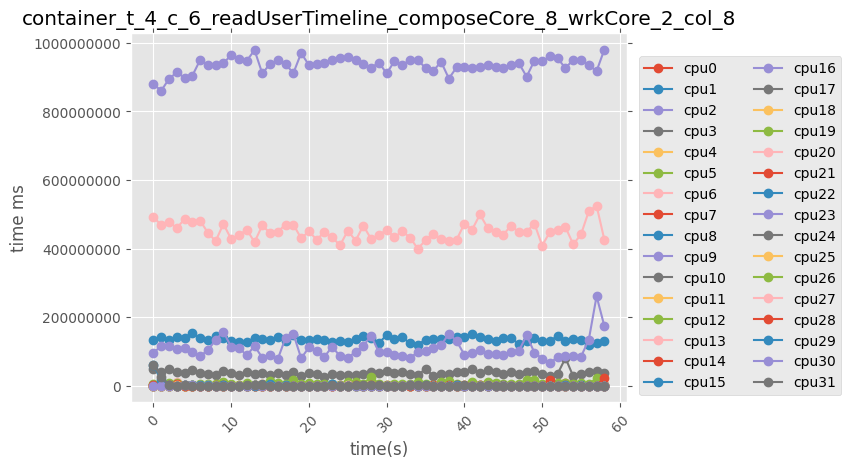 container_t_4_c_6_readUserTimeline_composeCore_8_wrkCore_2_col_8
1000000000
800000000
600000000
400000000
200000000
0
time ms
0 10 20 30 40 50 60
time(s)
cpu0
cpu1
cpu2
cpu3
cpu4
cpu5
cpu6
cpu7
cpu8
cpu9
cpu10
cpu11
cpu12
cpu13
cpu14
cpu15
cpu16
cpu17
cpu18
cpu19
cpu20
cpu21
cpu22
cpu23
cpu24
cpu25
cpu26
cpu27
cpu28
cpu29
cpu30
cpu31